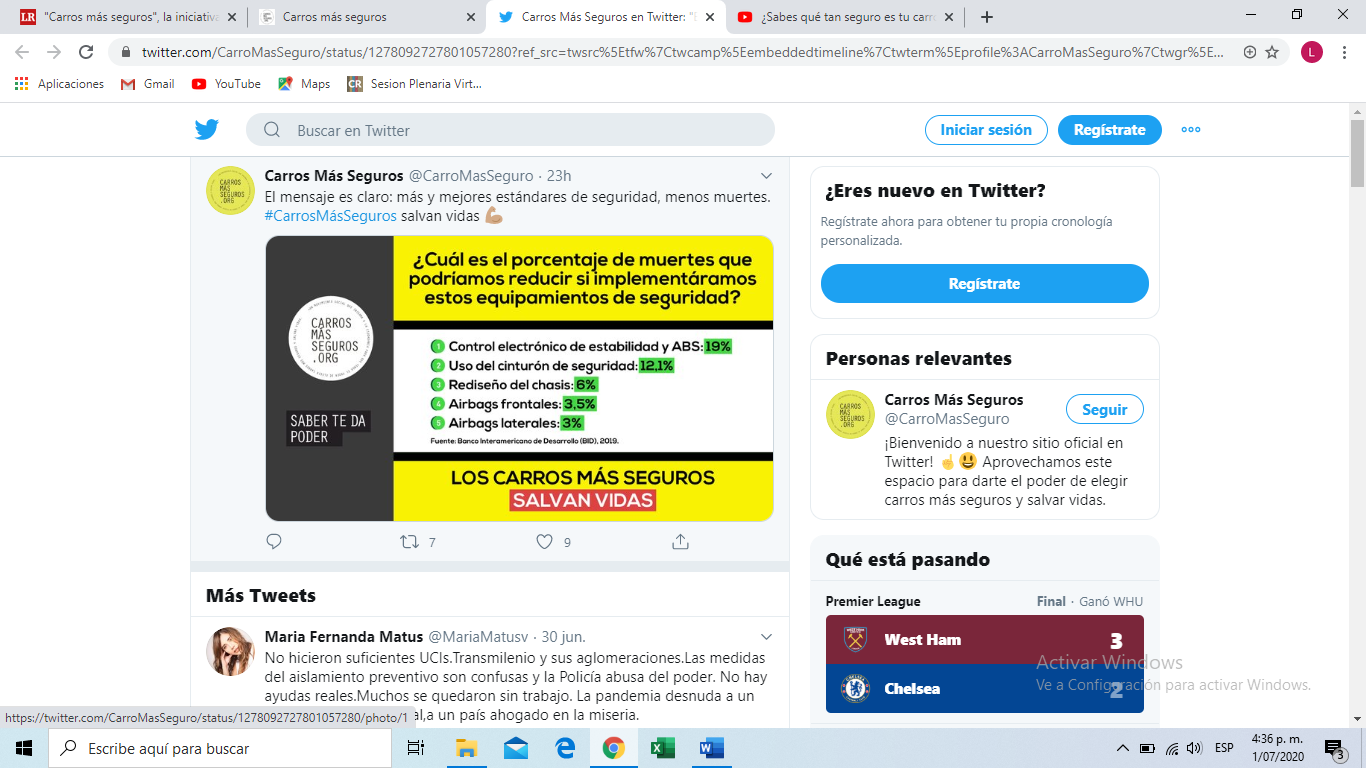 "Carros más seguros", la iniciativa
Carros más seguros
Carros Más Seguros en Twitter: "E
¿Sabes qué tan seguro es tu carro
twitter.com/CarroMasSeguro/status/1278092727801057280?ref_src=twsrc%5Etfw%7Ctwcamp%5Eembeddedtimeline%7Ctwterm%5Eprofile%3ACarroMasSeguro%7Ctwgr%5E...
L
Aplicaciones
Gmail
YouTube
Maps
Sesion Plenaria Virt...
Buscar en Twitter
Iniciar sesión
Regístrate
Carros Más Seguros @CarroMasSeguro · 23h
El mensaje es claro: más y mejores estándares de seguridad, menos muertes.
#CarrosMásSeguros salvan vidas
CARROS
MÁS
SEGUROS
.ORG
SABER TE DA
PODER
¿Cuál es el porcentaje de muertes que
podríamos reducir si implementáramos
estos equipamientos de seguridad?
1 Control electrónico de estabilidad y ABS: 19%
2 Uso del cinturón de seguridad: 12,1%
3 Rediseño del chasis: 6%
4 Airbags frontales: 3,5%
5 Airbags laterales: 3%
Fuente: Banco Interamericano de Desarrollo (BID), 2019.
LOS CARROS MÁS SEGUROS
SALVAN VIDAS
7
9
Más Tweets
Maria Fernanda Matus @MariaMatusv · 30 jun.
No hicieron suficientes UCIs.Transmilenio y sus aglomeraciones.Las medidas
del aislamiento preventivo son confusas y la Policía abusa del poder. No hay
ayudas reales.Muchos se quedaron sin trabajo. La pandemia desnuda a un
al,a un país ahogado en la miseria.
https://twitter.com/CarroMasSeguro/status/1278092727801057280/photo/1
¿Eres nuevo en Twitter?
Regístrate ahora para obtener tu propia cronología
personalizada.
Regístrate
Personas relevantes
CARROS
MÁS
SEGUROS
.ORG
Carros Más Seguros
@CarroMasSeguro
Seguir
¡Bienvenido a nuestro sitio oficial en
Twitter! Aprovechamos este
espacio para darte el poder de elegir
carros más seguros y salvar vidas.
Qué está pasando
Premier League
Final · Ganó WHU
West Ham 3
Chelsea 2
Activar Windows
Ve a Configuración para activar Windows.
Escribe aquí para buscar
ESP
4:36 p. m.
1/07/2020
3